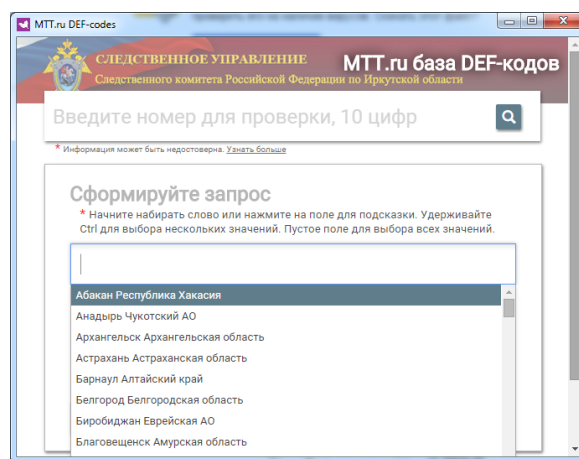 MTT.ru DEF-codes
СЛЕДСТВЕННОЕ УПРАВЛЕНИЕ
MTT.ru база DEF-кодов
Следственного комитета Российской Федерации по Иркутской области
Введите номер для проверки, 10 цифр
* Информация может быть недостоверна. Узнать больше
Сформируйте запрос
* Начните набирать слово или нажмите на поле для подсказки. Удерживайте
Ctrl для выбора нескольких значений. Пустое поле для выбора всех значений.
Абакан Республика Хакасия
Анадырь Чукотский АО
Архангельск Архангельская область
Астрахань Астраханская область
Барнаул Алтайский край
Белгород Белгородская область
Биробиджан Еврейская АО
Благовещенск Амурская область